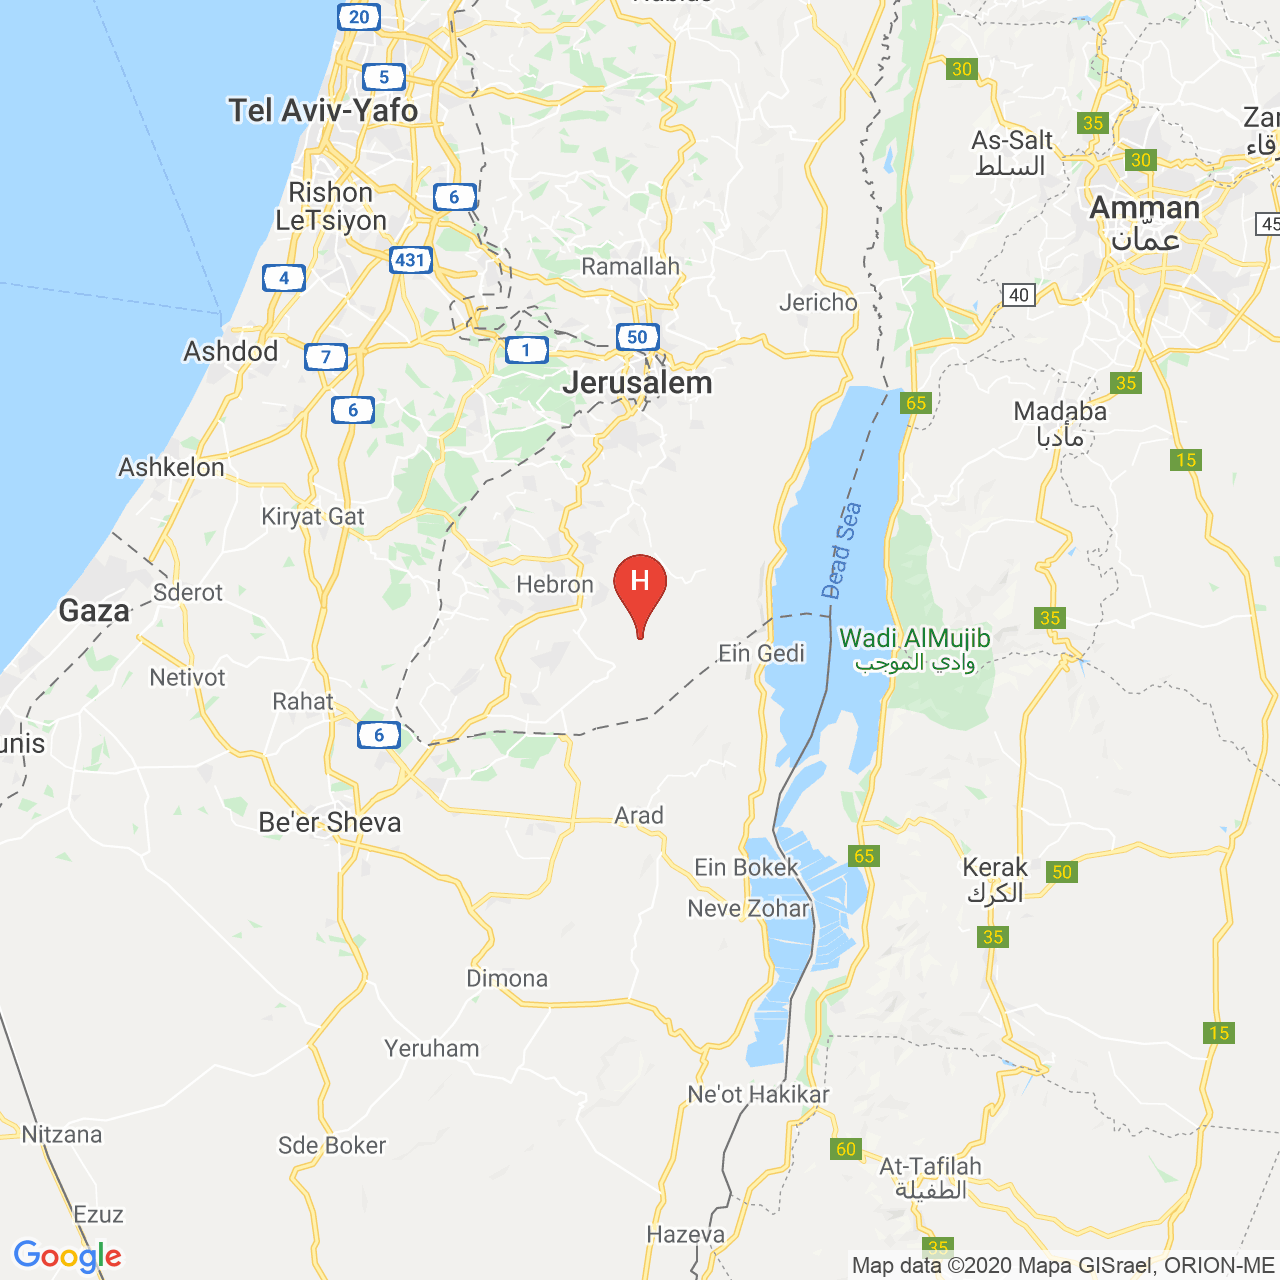 20
5
Tel Aviv-Yafo
30
35
As-Salt
السلط
30
6
Rishon
LeTsiyon
Amman
عمّان
45
431
4
Ramallah
40
Jericho
50
1
Ashdod
7
Jerusalem
35
6
65
Madaba
مأدبا
Ashkelon
15
Kiryat Gat
Dead Sea
H
Hebron
Sderot
Gaza
35
Wadi AlMujib
وادي الموجب
Ein Gedi
Netivot
Rahat
6
unis
Arad
Be'er Sheva
65
Ein Bokek
Kerak
الكرك
50
Neve Zohar
35
Dimona
15
Yeruham
Ne'ot Hakikar
Nitzana
Sde Boker
60
At-Tafilah
الطفيلة
Ezuz
Hazeva
35
Google
Map data ©2020 Mapa GISrael, ORION-ME